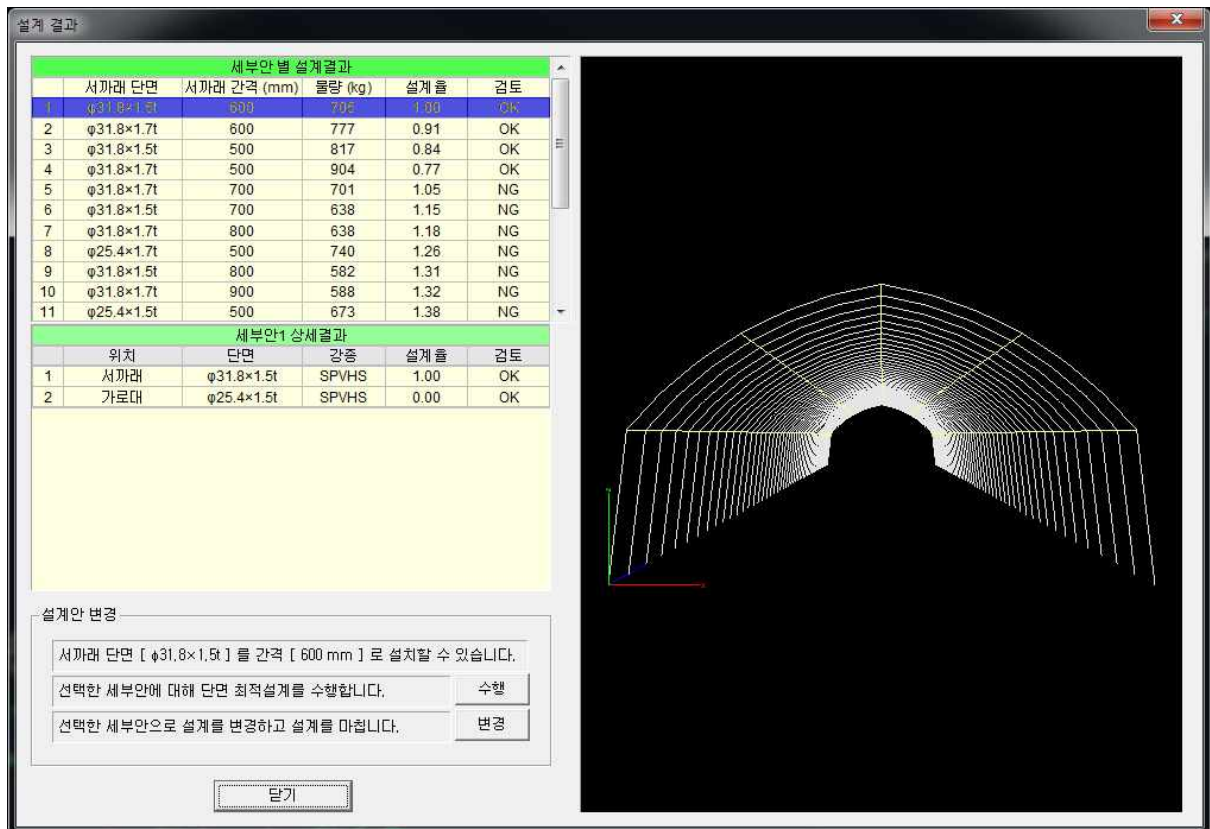 설계 결과
세부안 별 설계결과
서까래 단면 서까래 간격 (mm) 물량 (kg) 설계율 검토
1 φ31.8×1.5t 600 705 1.00 OK
2 φ31.8×1.7t 600 777 0.91 OK
3 φ31.8×1.5t 500 817 0.84 OK
4 φ31.8×1.7t 500 904 0.77 OK
5 φ31.8×1.7t 700 701 1.05 NG
6 φ31.8×1.5t 700 638 1.15 NG
7 φ31.8×1.7t 800 638 1.18 NG
8 φ25.4×1.7t 500 740 1.26 NG
9 φ31.8×1.5t 800 582 1.31 NG
10 φ31.8×1.7t 900 588 1.32 NG
11 φ25.4×1.5t 500 673 1.38 NG
세부안1 상세결과
위치 단면 강종 설계율 검토
1 서까래 φ31.8×1.5t SPVHS 1.00 OK
2 가로대 φ25.4×1.5t SPVHS 0.00 OK
설계안 변경
서까래 단면 [ φ31.8×1.5t ] 를 간격 [ 600 mm ] 로 설치할 수 있습니다.
선택한 세부안에 대해 단면 최적설계를 수행합니다. 수행
선택한 세부안으로 설계를 변경하고 설계를 마칩니다. 변경
닫기